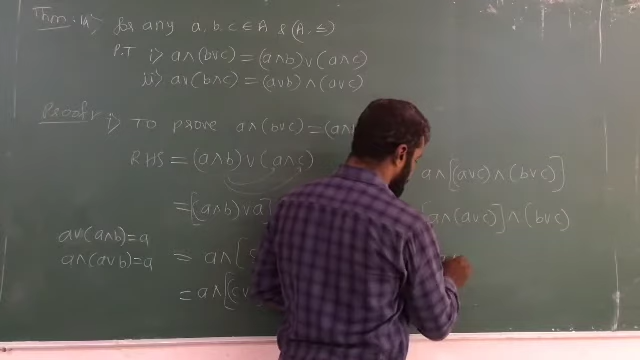 Thm: for any a, b, c ∈ A & (A, ≤)
P.T i) a∧(b∨c) = (a∧b)∨(a∧c)
ii) a∨(b∧c) = (a∨b)∧(a∨c)
Proof: i) To prove a∧(b∨c) = (a∧
RHS = (a∧b)∨(a∧c)
= [(a∧b)∨a]
= a∧[
= a∧[(c∨
a∨(a∧b)=a
a∧(a∨b)=a
a∧[(a∨c)∧(b∨c)]
[a∧(a∨c)]∧(b∨c)